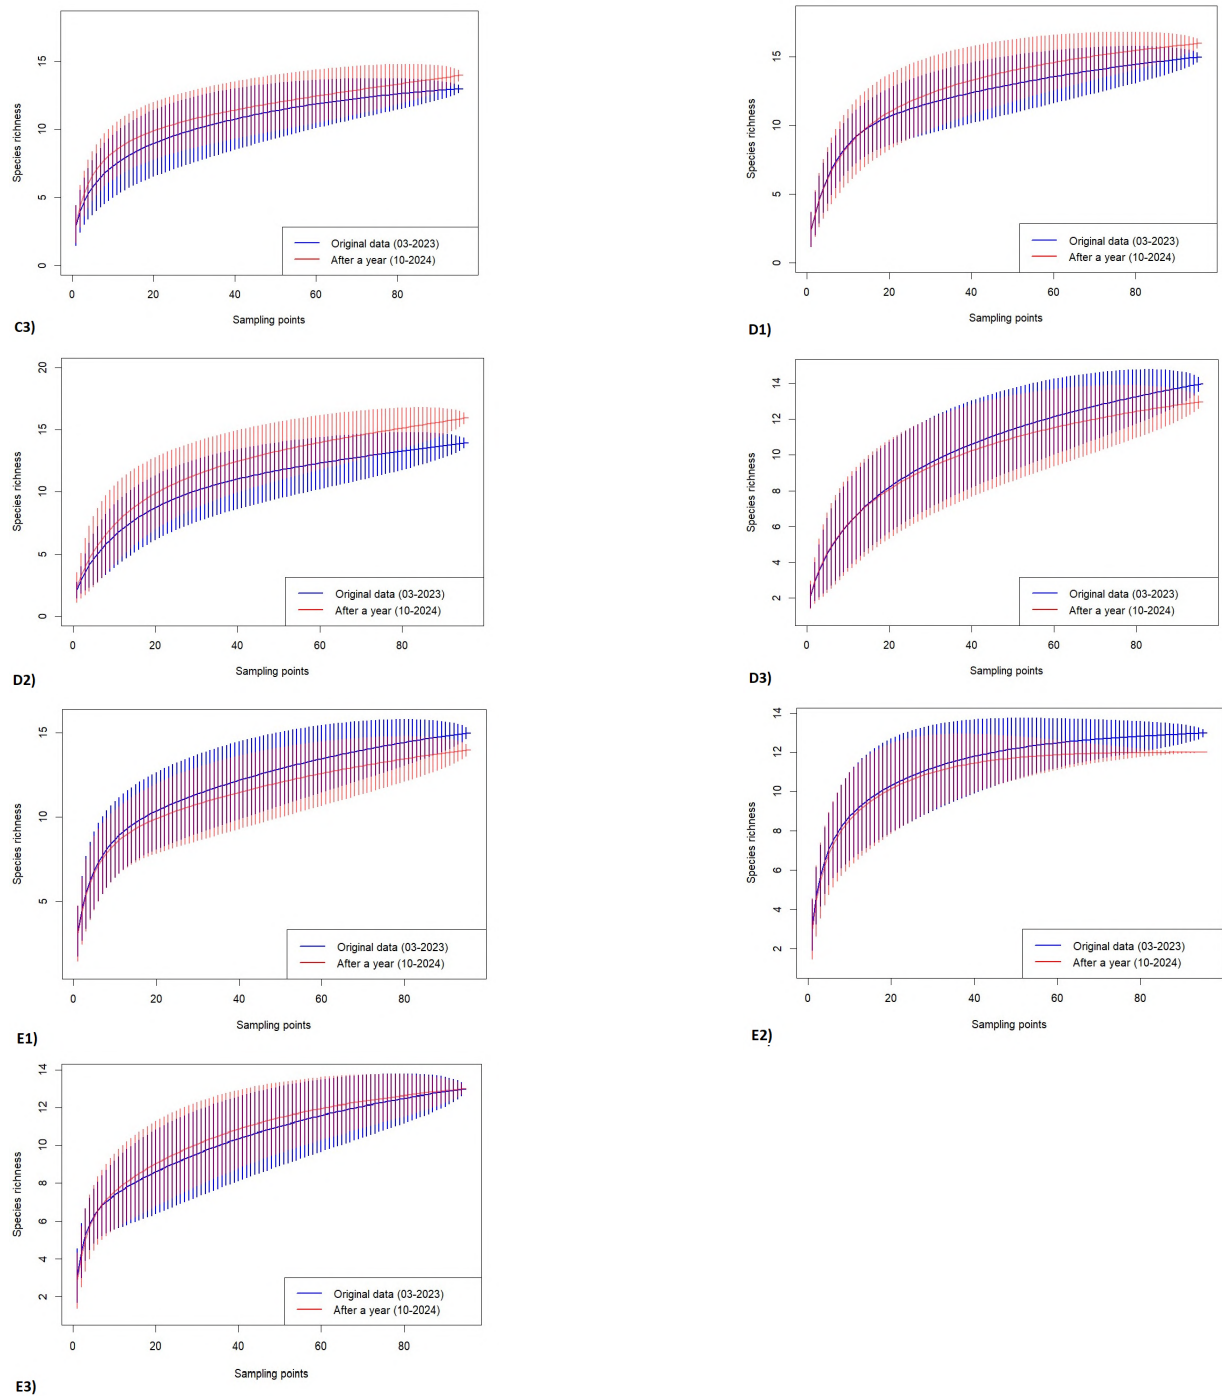 15
10
5
0
Species richness
Original data (03-2023)
After a year (10-2024)
0 20 40 60 80
Sampling points
C3)
15
10
5
0
Species richness
Original data (03-2023)
After a year (10-2024)
0 20 40 60 80
Sampling points
D1)
20
15
10
5
0
Species richness
Original data (03-2023)
After a year (10-2024)
0 20 40 60 80
Sampling points
D2)
14
12
10
8
6
4
2
Species richness
Original data (03-2023)
After a year (10-2024)
0 20 40 60 80
Sampling points
D3)
15
10
5
Species richness
Original data (03-2023)
After a year (10-2024)
0 20 40 60 80
Sampling points
E1)
14
12
10
8
6
4
2
Species richness
Original data (03-2023)
After a year (10-2024)
0 20 40 60 80
Sampling points
E2)
14
12
10
8
6
4
2
Species richness
Original data (03-2023)
After a year (10-2024)
0 20 40 60 80
Sampling points
E3)